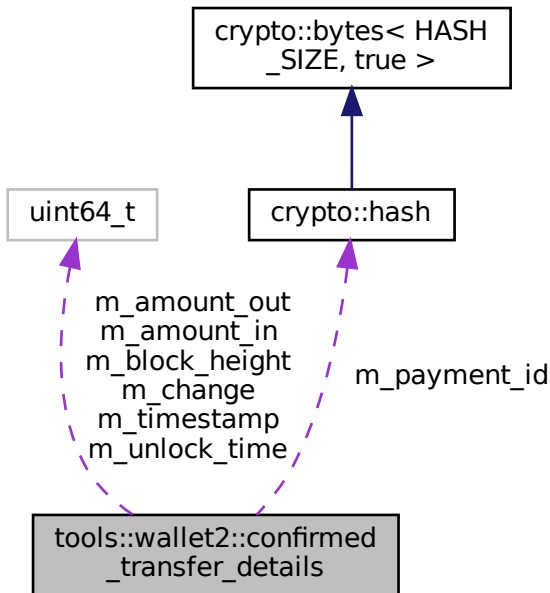 crypto::bytes< HASH
_SIZE, true >
uint64_t
crypto::hash
m_amount_out
m_amount_in
m_block_height
m_change
m_timestamp
m_unlock_time
m_payment_id
tools::wallet2::confirmed
_transfer_details